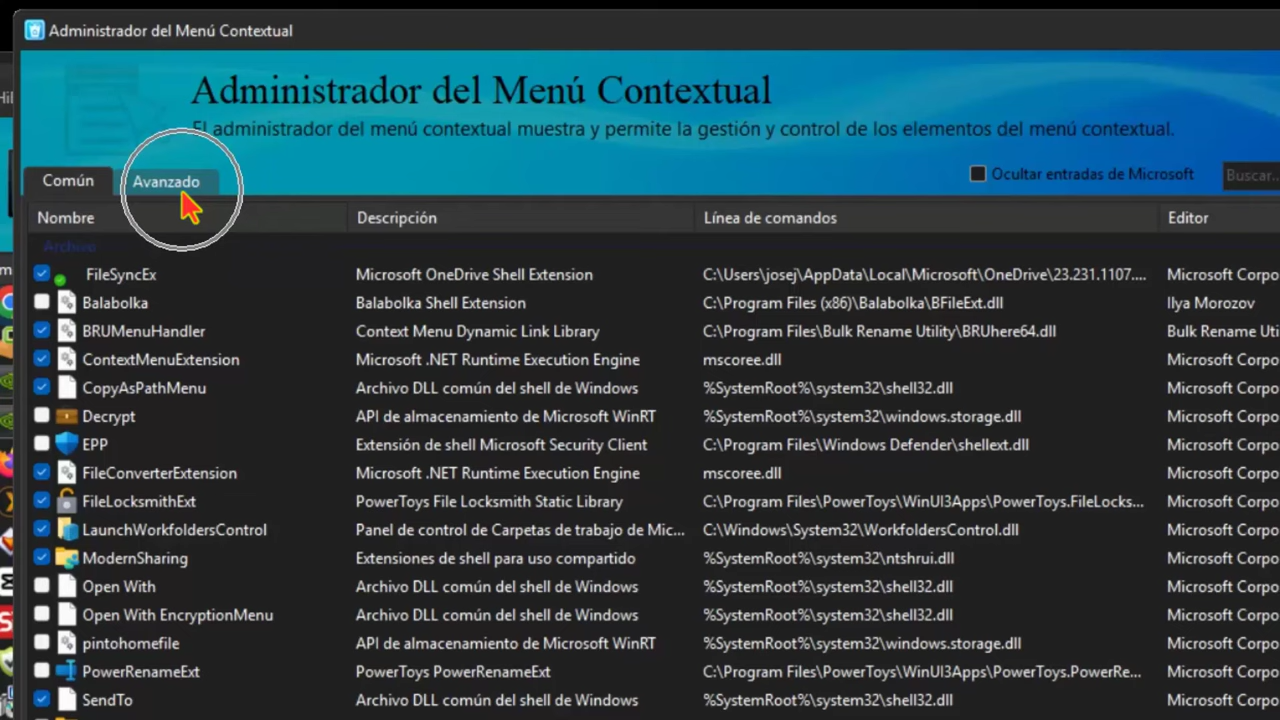 Administrador del Menú Contextual
Administrador del Menú Contextual
El administrador del menú contextual muestra y permite la gestión y control de los elementos del menú contextual.
Común Avanzado Ocultar entradas de Microsoft Buscar...
Nombre Descripción Línea de comandos Editor
Archivo
FileSyncEx Microsoft OneDrive Shell Extension C:\Users\josej\AppData\Local\Microsoft\OneDrive\23.231.1107.... Microsoft Corpo
Balabolka Balabolka Shell Extension C:\Program Files (x86)\Balabolka\BFileExt.dll Ilya Morozov
BRUMenuHandler Context Menu Dynamic Link Library C:\Program Files\Bulk Rename Utility\BRUhere64.dll Bulk Rename Uti
ContextMenuExtension Microsoft .NET Runtime Execution Engine mscoree.dll Microsoft Corpo
CopyAsPathMenu Archivo DLL común del shell de Windows %SystemRoot%\system32\shell32.dll Microsoft Corpo
Decrypt API de almacenamiento de Microsoft WinRT %SystemRoot%\system32\windows.storage.dll Microsoft Corpo
EPP Extensión de shell Microsoft Security Client C:\Program Files\Windows Defender\shellext.dll Microsoft Corpo
FileConverterExtension Microsoft .NET Runtime Execution Engine mscoree.dll Microsoft Corpo
FileLocksmithExt PowerToys File Locksmith Static Library C:\Program Files\PowerToys\WinUI3Apps\PowerToys.FileLocks... Microsoft Corpo
LaunchWorkfoldersControl Panel de control de Carpetas de trabajo de Mic... C:\Windows\System32\WorkfoldersControl.dll Microsoft Corpo
ModernSharing Extensiones de shell para uso compartido %SystemRoot%\system32\ntshrui.dll Microsoft Corpo
Open With Archivo DLL común del shell de Windows %SystemRoot%\system32\shell32.dll Microsoft Corpo
Open With EncryptionMenu Archivo DLL común del shell de Windows %SystemRoot%\system32\shell32.dll Microsoft Corpo
pintohomefile API de almacenamiento de Microsoft WinRT %SystemRoot%\system32\windows.storage.dll Microsoft Corpo
PowerRenameExt PowerToys PowerRenameExt C:\Program Files\PowerToys\WinUI3Apps\PowerToys.PowerRe... Microsoft Corpo
SendTo Archivo DLL común del shell de Windows %SystemRoot%\system32\shell32.dll Microsoft Corpo